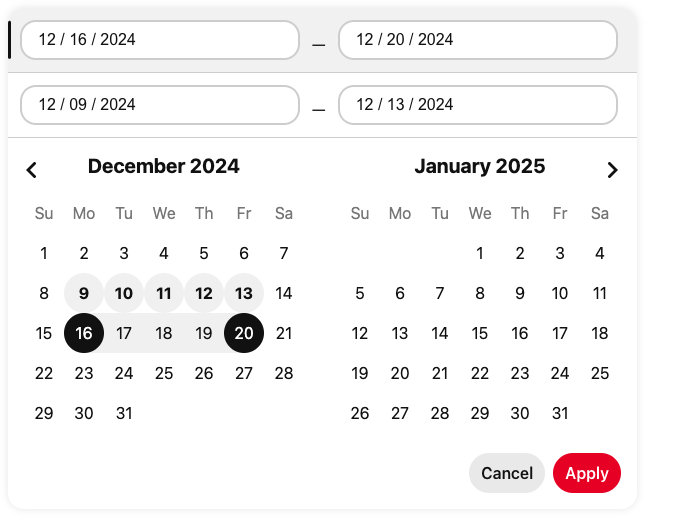 12 / 16 / 2024 – 12 / 20 / 2024
12 / 09 / 2024 – 12 / 13 / 2024
December 2024
Su Mo Tu We Th Fr Sa
1 2 3 4 5 6 7
8 9 10 11 12 13 14
15 16 17 18 19 20 21
22 23 24 25 26 27 28
29 30 31
January 2025
Su Mo Tu We Th Fr Sa
1 2 3 4
5 6 7 8 9 10 11
12 13 14 15 16 17 18
19 20 21 22 23 24 25
26 27 28 29 30 31
Cancel Apply